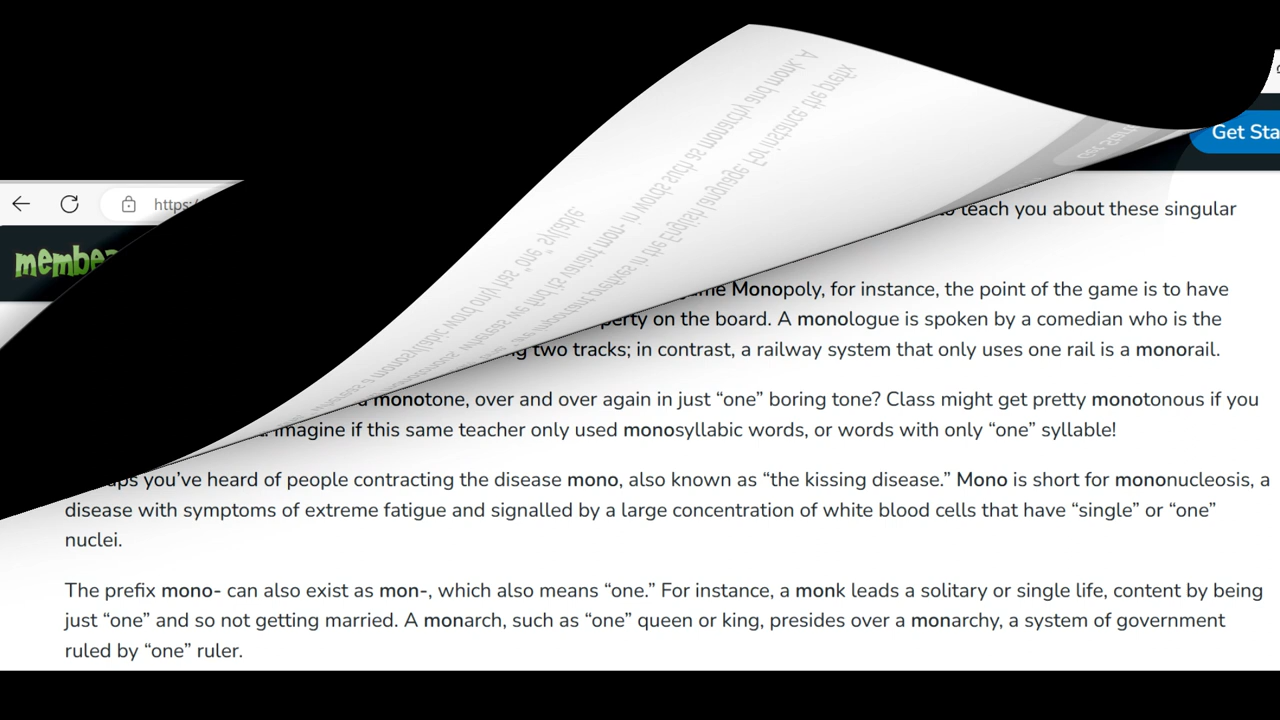 https:/
membe
Get Sta
teach you about these singular
Monopoly, for instance, the point of the game is to have
on the board. A monologue is spoken by a comedian who is the
two tracks; in contrast, a railway system that only uses one rail is a monorail.
monotone, over and over again in just “one” boring tone? Class might get pretty monotonous if you
imagine if this same teacher only used monosyllabic words, or words with only “one” syllable!
you’ve heard of people contracting the disease mono, also known as “the kissing disease.” Mono is short for mononucleosis, a
disease with symptoms of extreme fatigue and signalled by a large concentration of white blood cells that have “single” or “one”
nuclei.
The prefix mono- can also exist as mon-, which also means “one.” For instance, a monk leads a solitary or single life, content by being
just “one” and so not getting married. A monarch, such as “one” queen or king, presides over a monarchy, a system of government
ruled by “one” ruler.